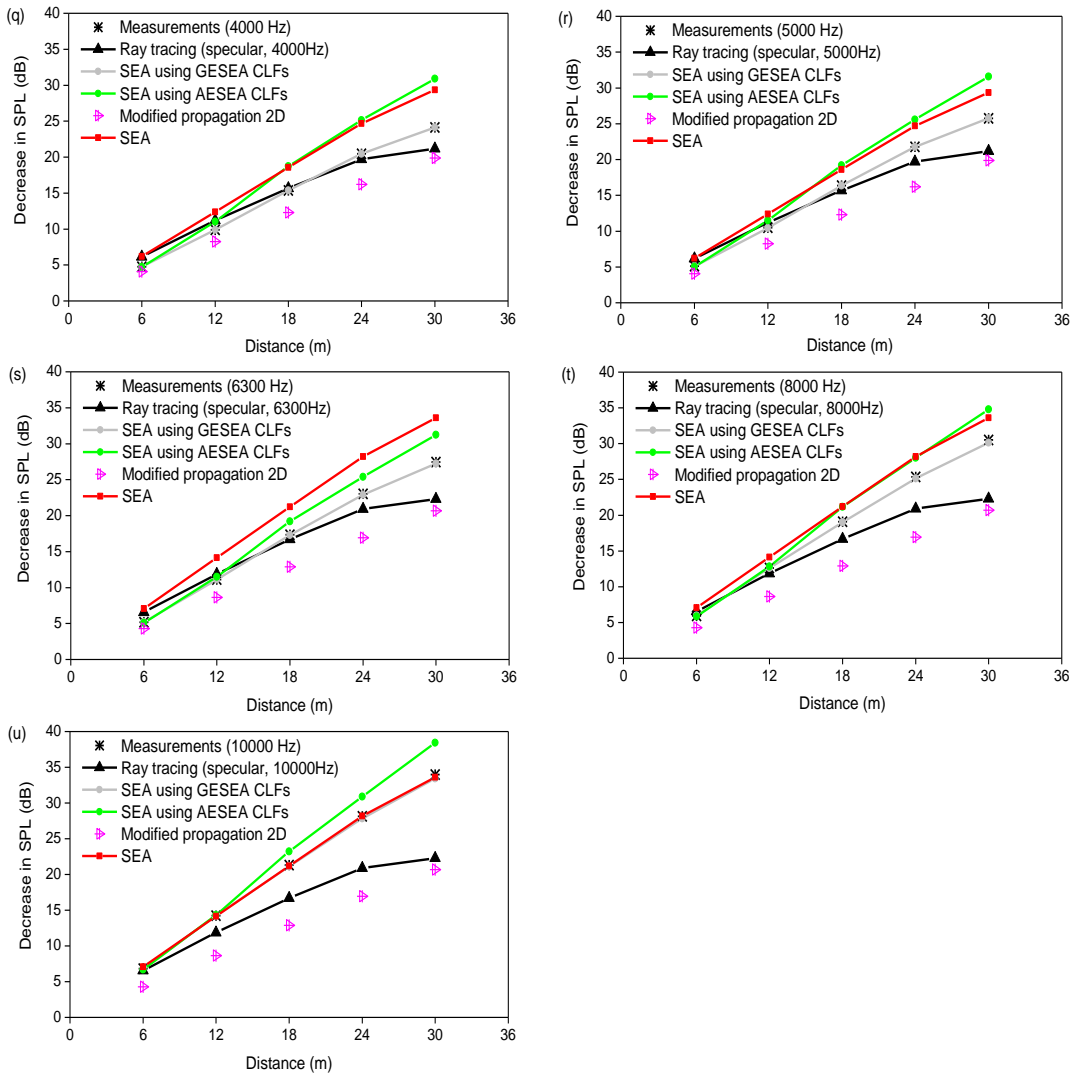 (q)
40
35
30
25
20
15
10
5
0
Decrease in SPL (dB)
Measurements (4000 Hz)
Ray tracing (specular, 4000Hz)
SEA using GESEA CLFs
SEA using AESEA CLFs
Modified propagation 2D
SEA
0 6 12 18 24 30 36
Distance (m)
(r)
40
35
30
25
20
15
10
5
0
Decrease in SPL (dB)
Measurements (5000 Hz)
Ray tracing (specular, 5000Hz)
SEA using GESEA CLFs
SEA using AESEA CLFs
Modified propagation 2D
SEA
0 6 12 18 24 30 36
Distance (m)
(s)
40
35
30
25
20
15
10
5
0
Decrease in SPL (dB)
Measurements (6300 Hz)
Ray tracing (specular, 6300Hz)
SEA using GESEA CLFs
SEA using AESEA CLFs
Modified propagation 2D
SEA
0 6 12 18 24 30 36
Distance (m)
(t)
40
35
30
25
20
15
10
5
0
Decrease in SPL (dB)
Measurements (8000 Hz)
Ray tracing (specular, 8000Hz)
SEA using GESEA CLFs
SEA using AESEA CLFs
Modified propagation 2D
SEA
0 6 12 18 24 30 36
Distance (m)
(u)
40
35
30
25
20
15
10
5
0
Decrease in SPL (dB)
Measurements (10000 Hz)
Ray tracing (specular, 10000Hz)
SEA using GESEA CLFs
SEA using AESEA CLFs
Modified propagation 2D
SEA
0 6 12 18 24 30 36
Distance (m)